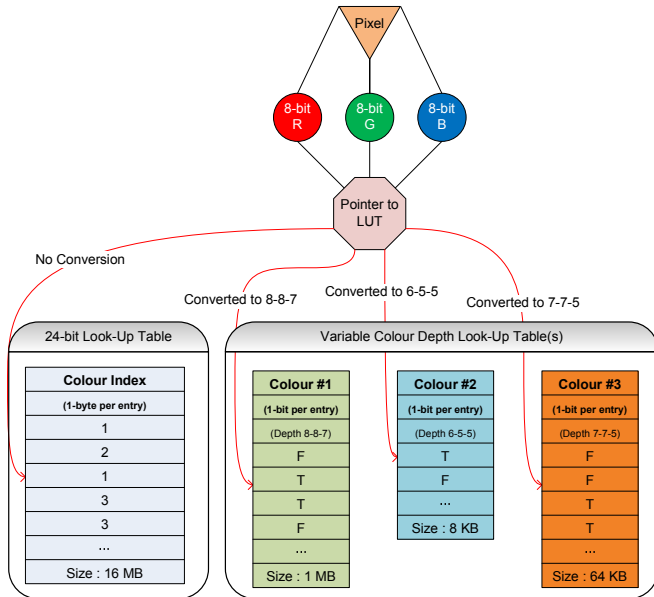 Pixel
8-bit
R
8-bit
G
8-bit
B
Pointer to
LUT
No Conversion
Converted to 8-8-7
Converted to 6-5-5
Converted to 7-7-5
24-bit Look-Up Table
Colour Index
(1-byte per entry)
1
2
1
3
3
...
Size : 16 MB
Variable Colour Depth Look-Up Table(s)
Colour #1
(1-bit per entry)
(Depth 8-8-7)
F
T
T
F
...
Size : 1 MB
Colour #2
(1-bit per entry)
(Depth 6-5-5)
T
F
...
Size : 8 KB
Colour #3
(1-bit per entry)
(Depth 7-7-5)
F
F
T
T
...
Size : 64 KB